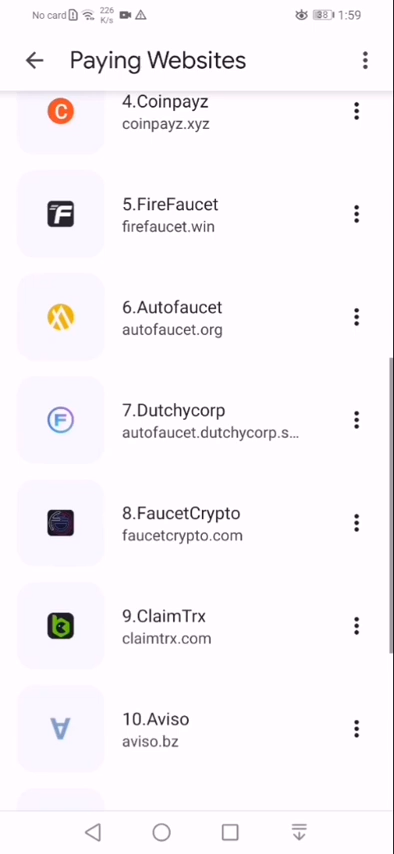 No card 226 K/s 38 1:59
Paying Websites
4.Coinpayz
coinpayz.xyz
5.FireFaucet
firefaucet.win
6.Autofaucet
autofaucet.org
7.Dutchycorp
autofaucet.dutchycorp.s...
8.FaucetCrypto
faucetcrypto.com
9.ClaimTrx
claimtrx.com
10.Aviso
aviso.bz